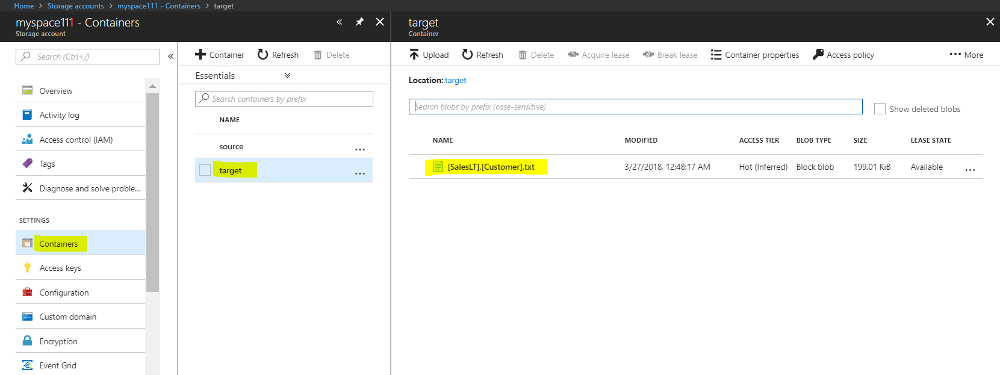 Home > Storage accounts > myspace111 - Containers > target
myspace111 - Containers
Storage account
Search (Ctrl+/)
Overview
Activity log
Access control (IAM)
Tags
Diagnose and solve proble...
SETTINGS
Containers
Access keys
Configuration
Custom domain
Encryption
Event Grid
Container Refresh Delete
Essentials
Search containers by prefix
NAME
source ...
target ...
target
Container
Upload Refresh Delete Acquire lease Break lease Container properties Access policy ... More
Location: target
Search blobs by prefix (case-sensitive) Show deleted blobs
NAME MODIFIED ACCESS TIER BLOB TYPE SIZE LEASE STATE
[SalesLT].[Customer].txt 3/27/2018, 12:48:17 AM Hot (Inferred) Block blob 199.01 KiB Available ...